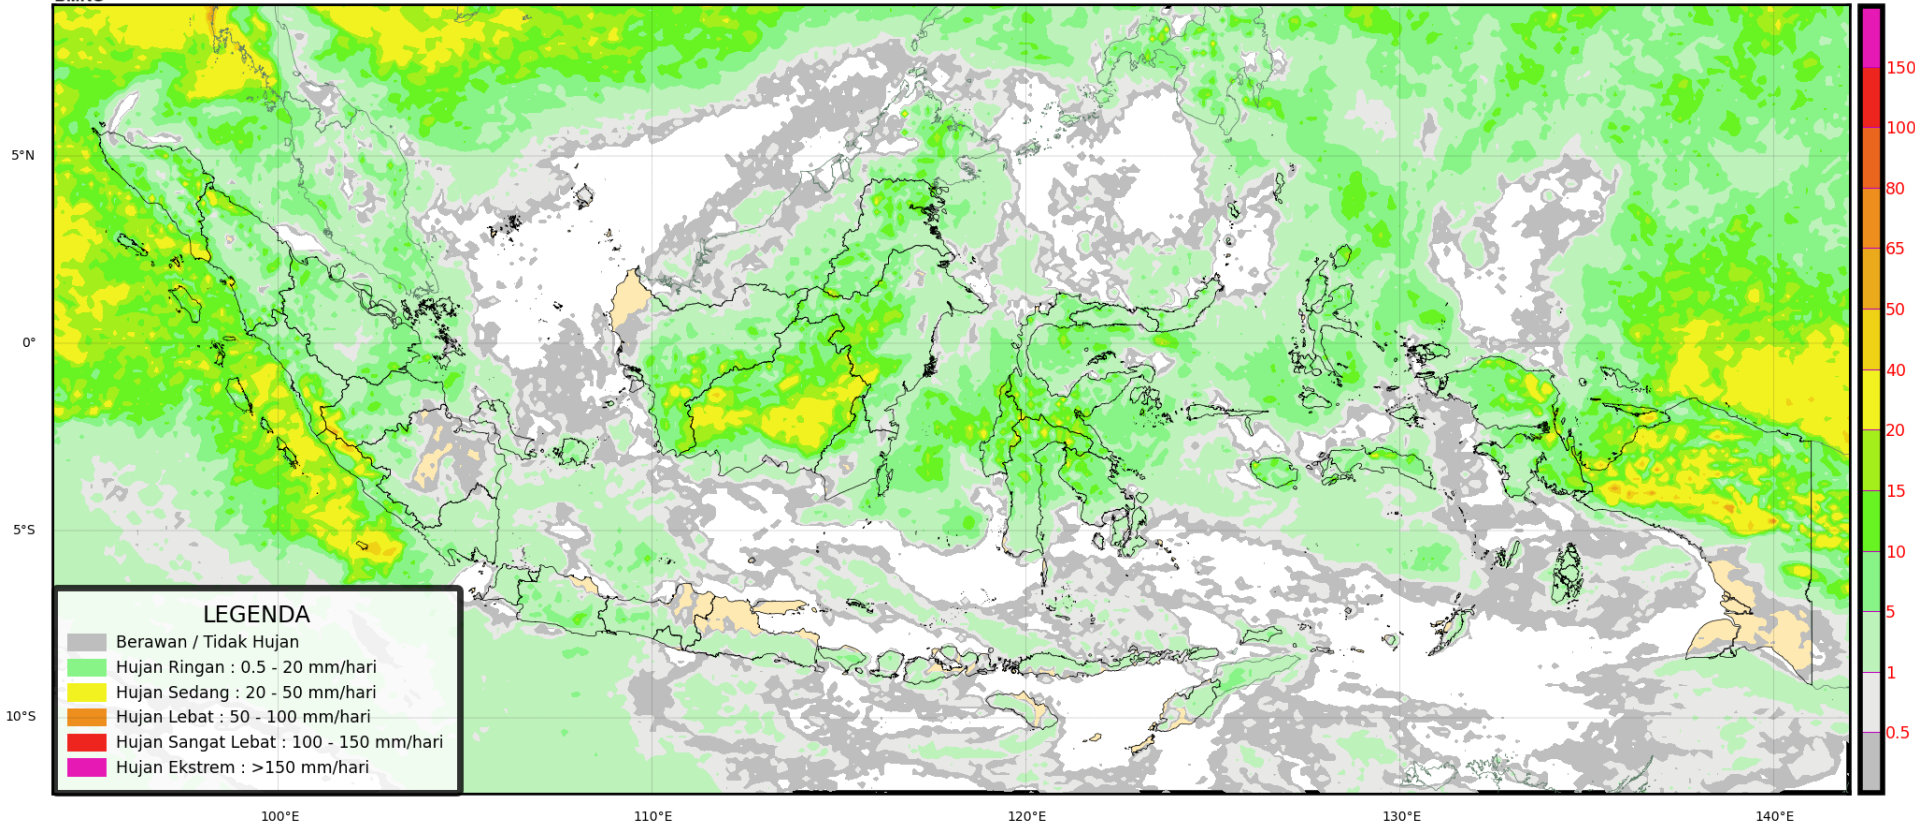 5°N
0°
5°S
10°S
LEGENDA
Berawan / Tidak Hujan
Hujan Ringan : 0.5 - 20 mm/hari
Hujan Sedang : 20 - 50 mm/hari
Hujan Lebat : 50 - 100 mm/hari
Hujan Sangat Lebat : 100 - 150 mm/hari
Hujan Ekstrem : >150 mm/hari
100°E
110°E
120°E
130°E
140°E
150
100
80
65
50
40
20
15
10
5
1
0.5